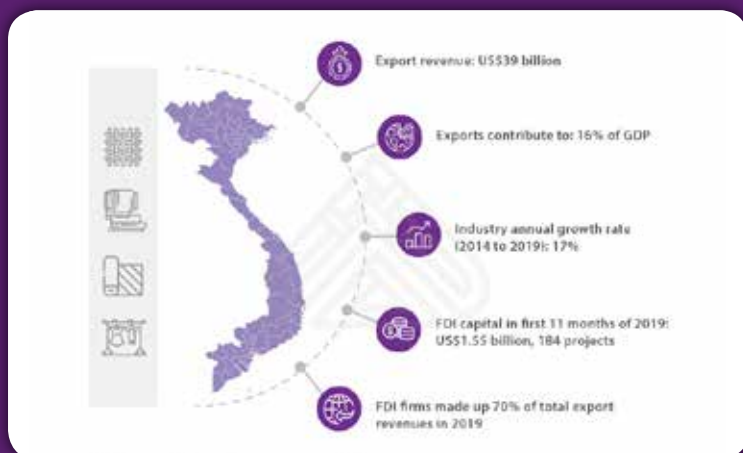 Export revenue: US$39 billion
Exports contribute to: 16% of GDP
Industry annual growth rate
(2014 to 2019): 17%
FDI capital in first 11 months of 2019:
US$1.55 billion, 184 projects
FDI firms made up 70% of total export
revenues in 2019